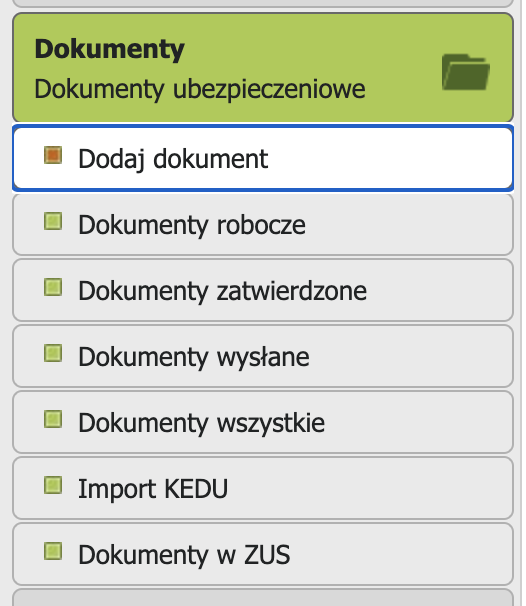 Dokumenty
Dokumenty ubezpieczeniowe
Dodaj dokument
Dokumenty robocze
Dokumenty zatwierdzone
Dokumenty wysłane
Dokumenty wszystkie
Import KEDU
Dokumenty w ZUS